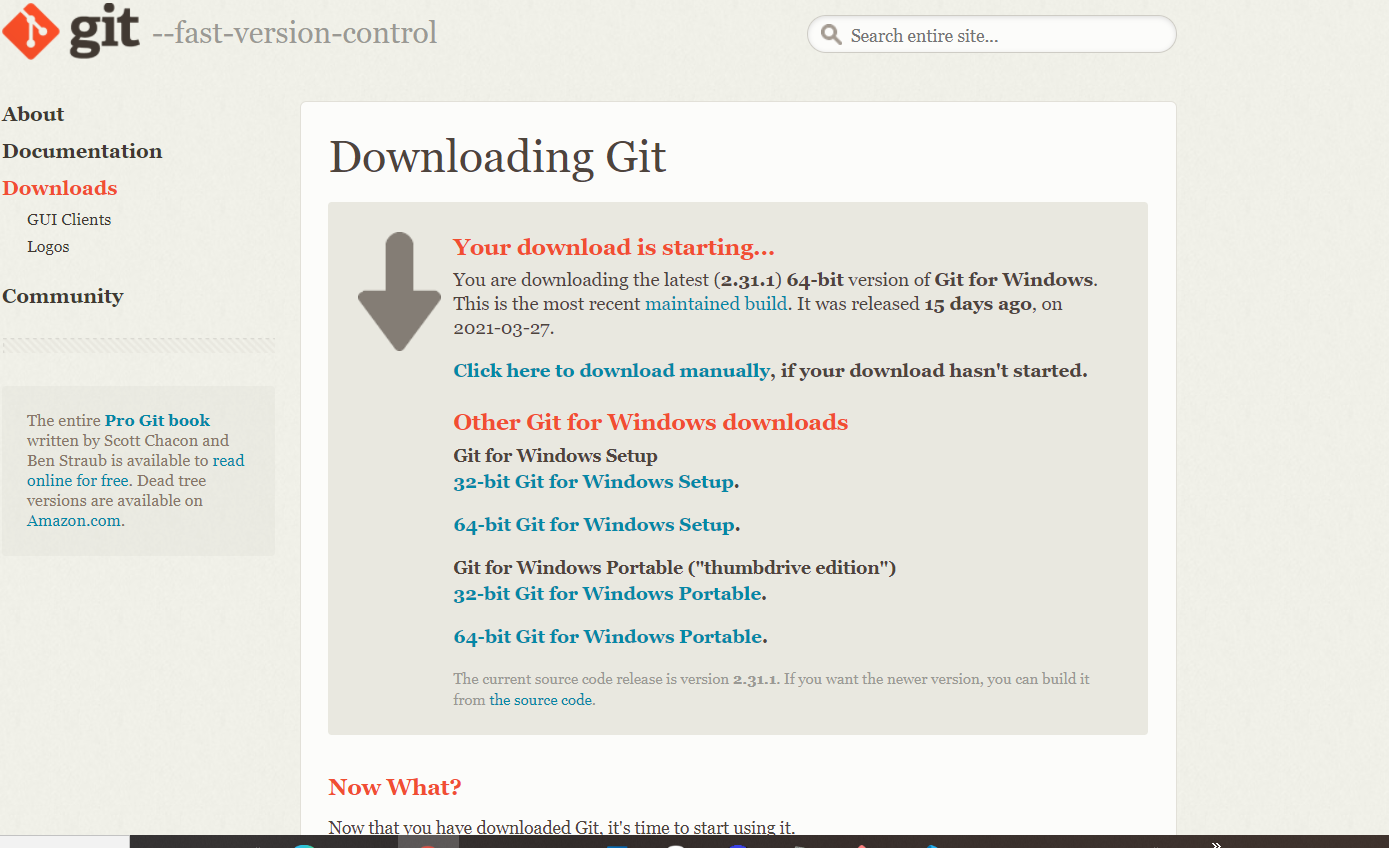 git --fast-version-control
Search entire site...
About
Documentation
Downloads
GUI Clients
Logos
Community
The entire Pro Git book
written by Scott Chacon and
Ben Straub is available to read
online for free. Dead tree
versions are available on
Amazon.com.
Downloading Git
Your download is starting...
You are downloading the latest (2.31.1) 64-bit version of Git for Windows.
This is the most recent maintained build. It was released 15 days ago, on
2021-03-27.
Click here to download manually, if your download hasn't started.
Other Git for Windows downloads
Git for Windows Setup
32-bit Git for Windows Setup.
64-bit Git for Windows Setup.
Git for Windows Portable ("thumbdrive edition")
32-bit Git for Windows Portable.
64-bit Git for Windows Portable.
The current source code release is version 2.31.1. If you want the newer version, you can build it
from the source code.
Now What?
Now that you have downloaded Git, it's time to start using it.